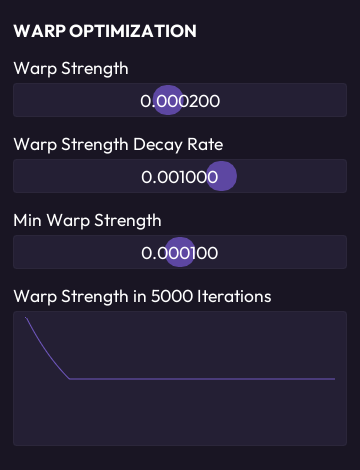 WARP OPTIMIZATION
Warp Strength
0.000200
Warp Strength Decay Rate
0.001000
Min Warp Strength
0.000100
Warp Strength in 5000 Iterations